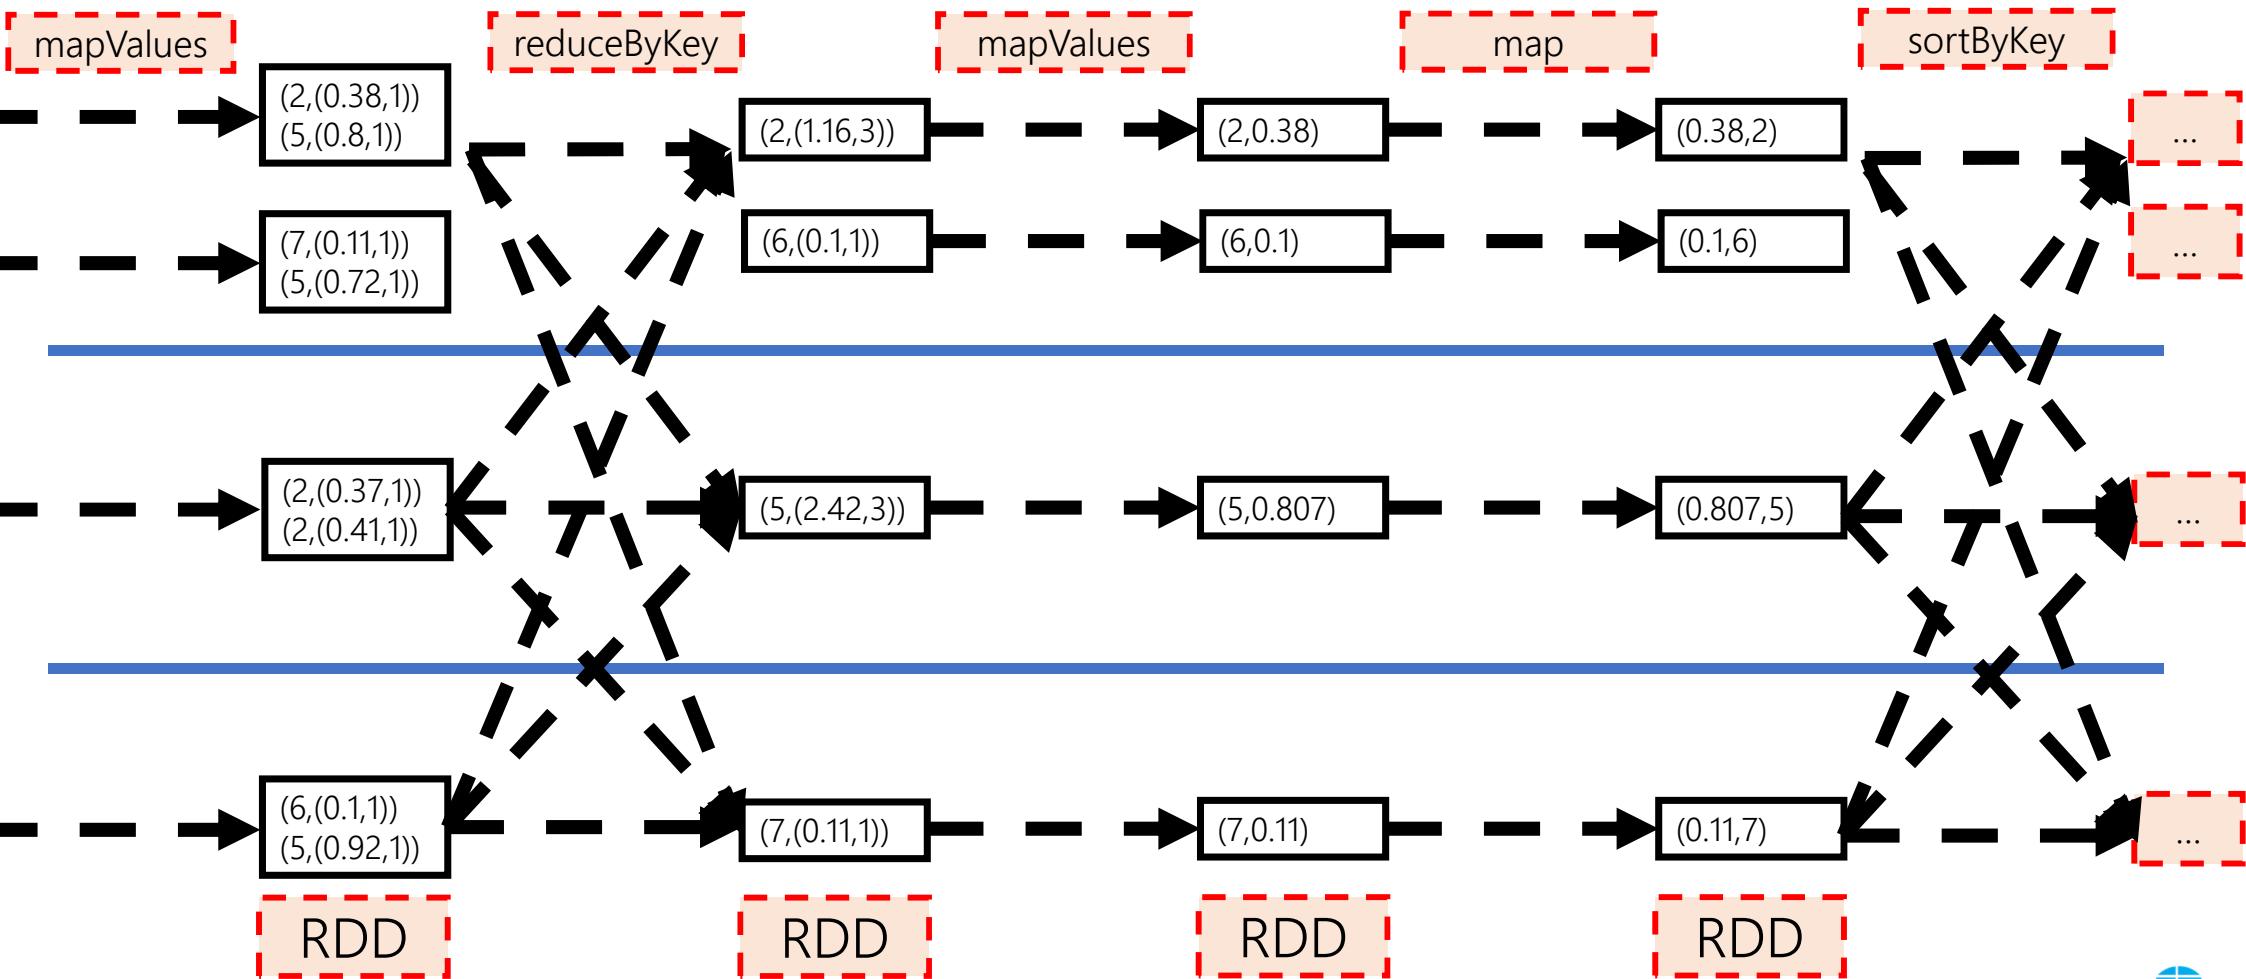 mapValues
reduceByKey
mapValues
map
sortByKey
(2,(0.38,1))
(5,(0.8,1))
(2,(1.16,3))
(2,0.38)
(0.38,2)
...
(7,(0.11,1))
(5,(0.72,1))
(6,(0.1,1))
(6,0.1)
(0.1,6)
...
(2,(0.37,1))
(2,(0.41,1))
(5,(2.42,3))
(5,0.807)
(0.807,5)
...
(6,(0.1,1))
(5,(0.92,1))
(7,(0.11,1))
(7,0.11)
(0.11,7)
...
RDD
RDD
RDD
RDD